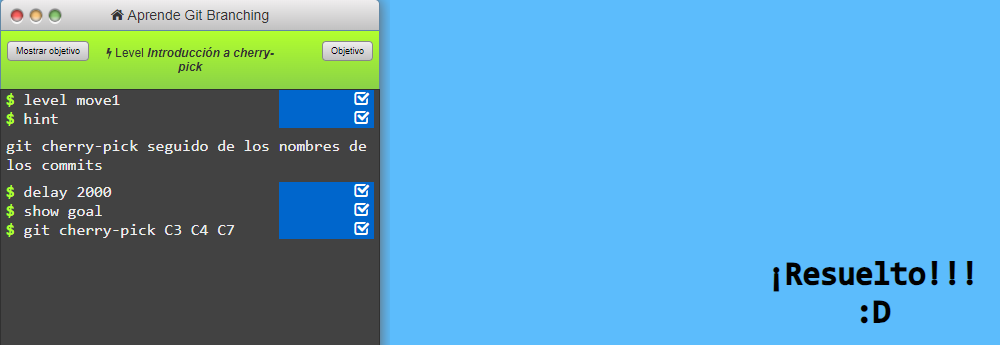 Aprende Git Branching
Mostrar objetivo
Level Introducción a cherry-
pick
Objetivo
$ level move1
$ hint
git cherry-pick seguido de los nombres de
los commits
$ delay 2000
$ show goal
$ git cherry-pick C3 C4 C7
¡Resuelto!!!
:D